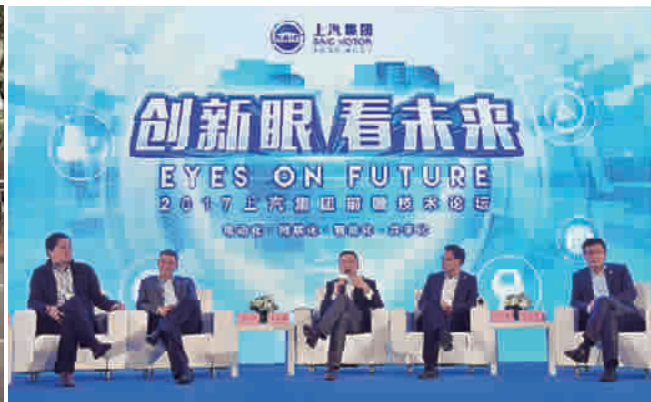 上汽集团
SAIC MOTOR
创新眼 看未来
EYES ON FUTURE
2017上汽集团前瞻技术论坛
电动化·网联化·智能化·共享化